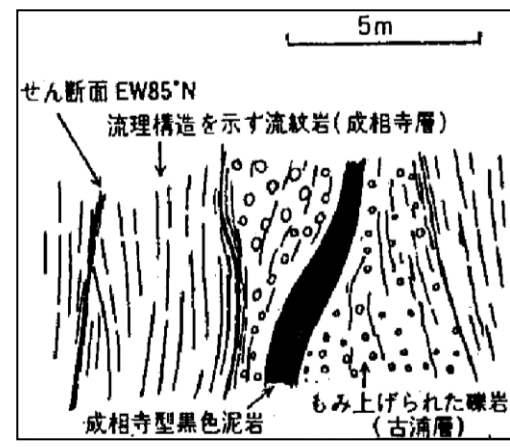 5m
せん断面 EW85°N
流理構造を示す流紋岩(成相寺層)
成相寺型黒色泥岩
もみ上げられた礫岩
(古浦層)